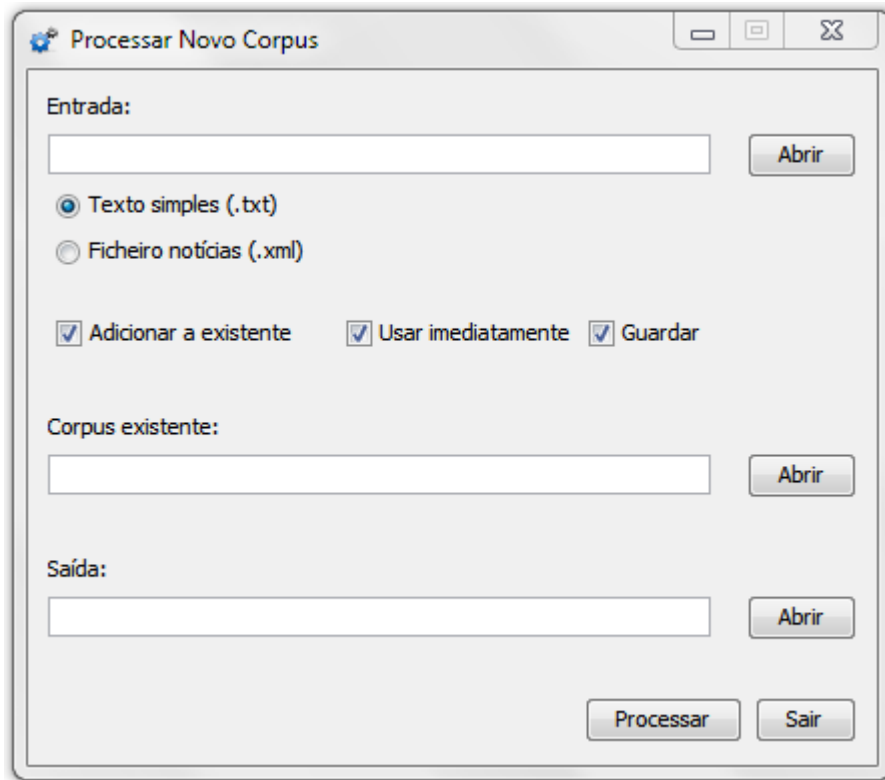 Processar Novo Corpus
Entrada:
Abrir
Texto simples (.txt)
Ficheiro notícias (.xml)
Adicionar a existente Usar imediatamente Guardar
Corpus existente:
Abrir
Saída:
Abrir
Processar Sair